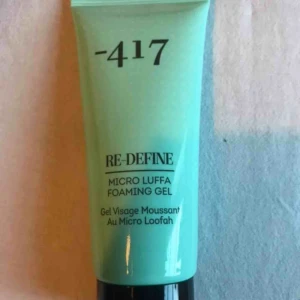 -417
RE-DEFINE
MICRO LUFFA
FOAMING GEL
Gel Visage Moussant
Au Micro Loofah